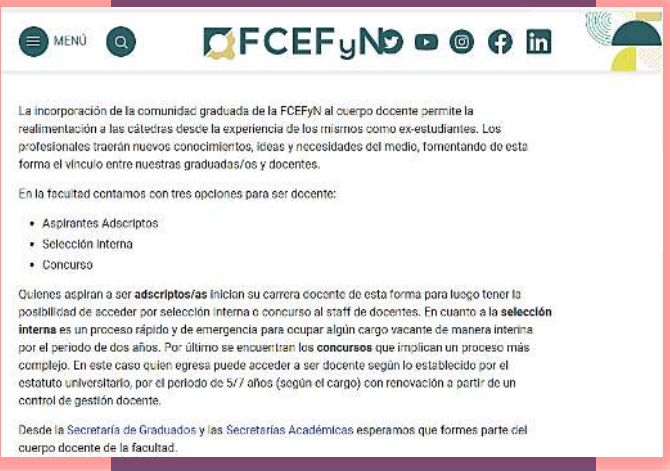 MENÚ
FCEFyN
La incorporación de la comunidad graduada de la FCEFyN al cuerpo docente permite la
realimentación a las cátedras desde la experiencia de los mismos como ex-estudiantes. Los
profesionales traerán nuevos conocimientos, ideas y necesidades del medio, fomentando de esta
forma el vínculo entre nuestras graduadas/os y docentes.
En la facultad contamos con tres opciones para ser docente:
• Aspirantes Adscriptos
• Selección interna
• Concurso
Quienes aspiran a ser adscriptos/as inician su carrera docente de esta forma para luego tener la
posibilidad de acceder por selección interna o concurso al staff de docentes. En cuanto a la selección
interna es un proceso rápido y de emergencia para ocupar algún cargo vacante de manera interina
por el periodo de dos años. Por último se encuentran los concursos que implican un proceso más
complejo. En este caso quien egresa puede acceder a ser docente según lo establecido por el
estatuto universitario, por el periodo de 5/7 años (según el cargo) con renovación a partir de un
control de gestión docente.
Desde la Secretaría de Graduados y las Secretarías Académicas esperamos que formes parte del
cuerpo docente de la facultad.